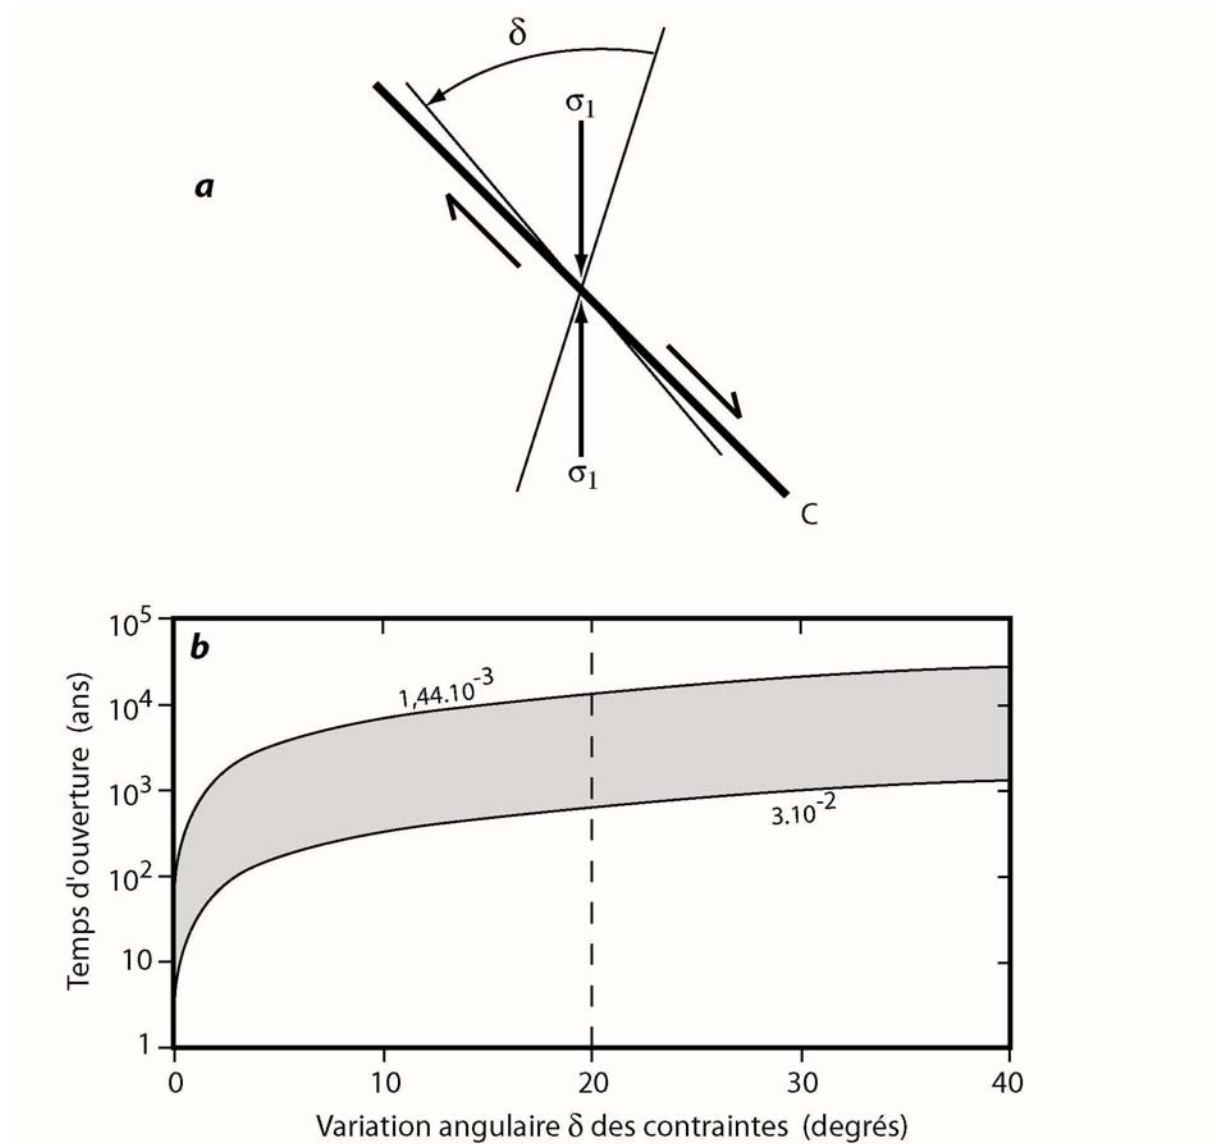 δ
σ1
a
σ1
C
b
10^5
10^4
10^3
10^2
10
1
Temps d'ouverture (ans)
1,44.10^-3
3.10^-2
0 10 20 30 40
Variation angulaire δ des contraintes (degrés)